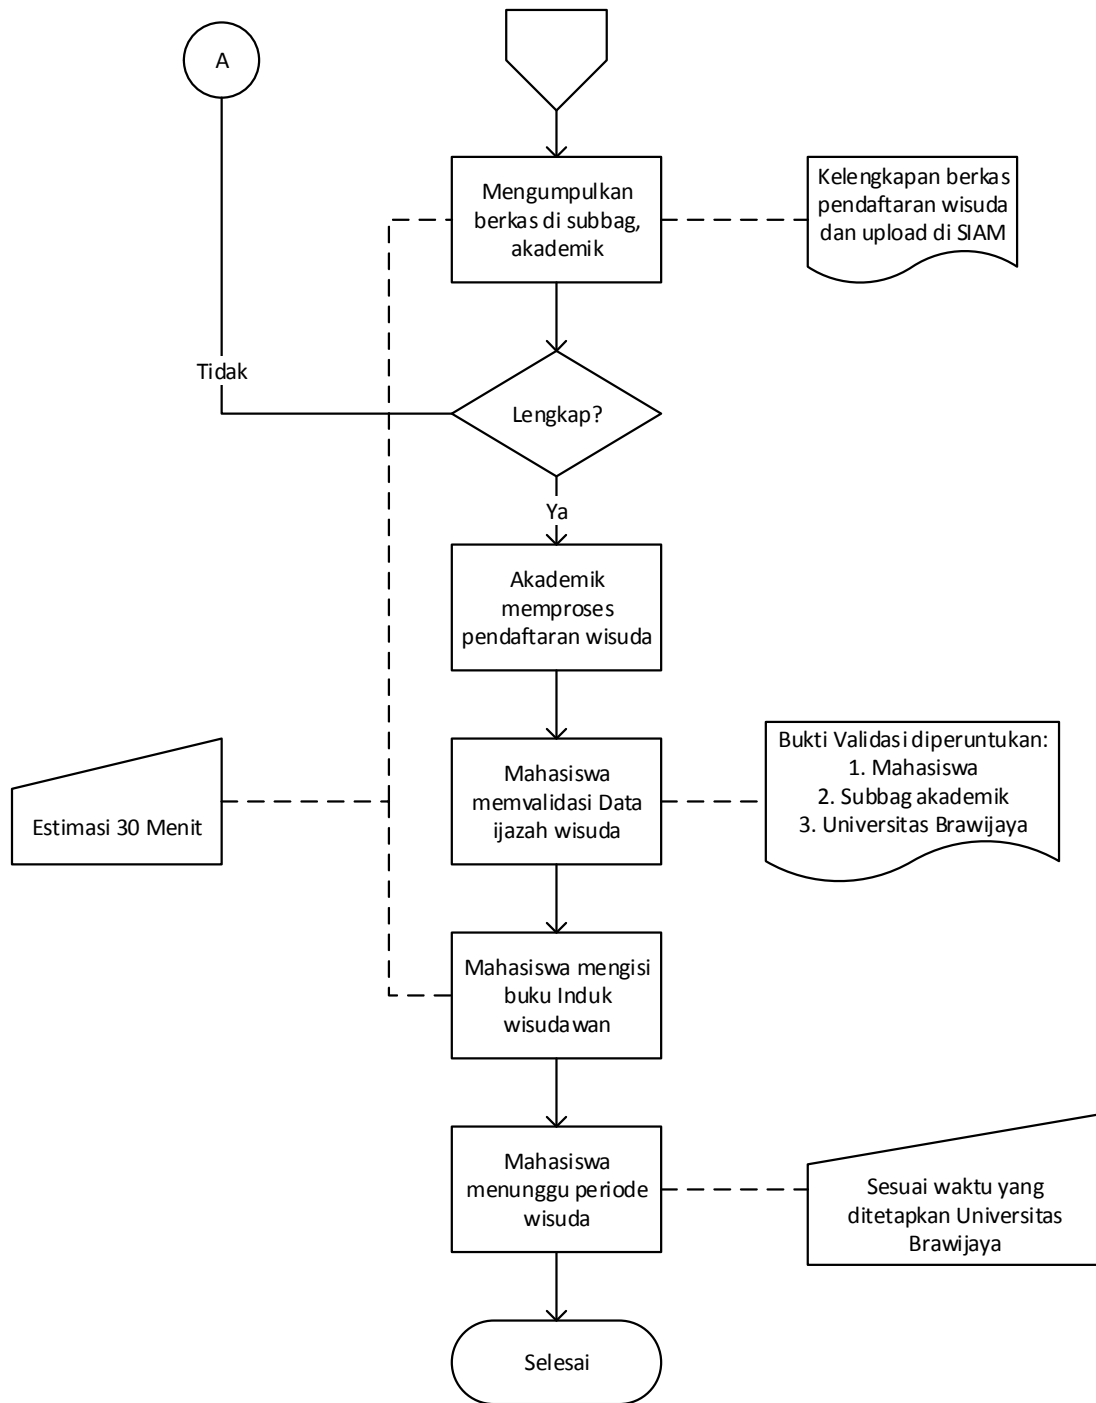 A
Mengumpulkan
berkas di subbag,
akademik
Kelengkapan berkas
pendaftaran wisuda
dan upload di SIAM
Tidak
Lengkap?
Ya
Akademik
memproses
pendaftaran wisuda
Estimasi 30 Menit
Mahasiswa
memvalidasi Data
ijazah wisuda
Bukti Validasi diperuntukan:
1. Mahasiswa
2. Subbag akademik
3. Universitas Brawijaya
Mahasiswa mengisi
buku Induk
wisudawan
Mahasiswa
menunggu periode
wisuda
Sesuai waktu yang
ditetapkan Universitas
Brawijaya
Selesai